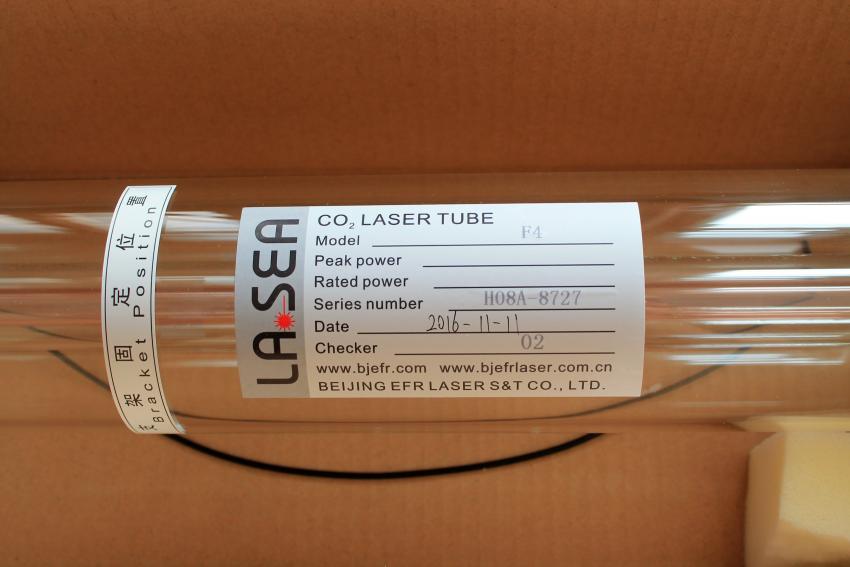 支架固定位置
Bracket Position
LASEA
CO₂ LASER TUBE
Model F4
Peak power
Rated power
Series number H08A-8727
Date 2016-11-11
Checker 02
www.bjefr.com www.bjefrlaser.com.cn
BEIJING EFR LASER S&T CO., LTD.